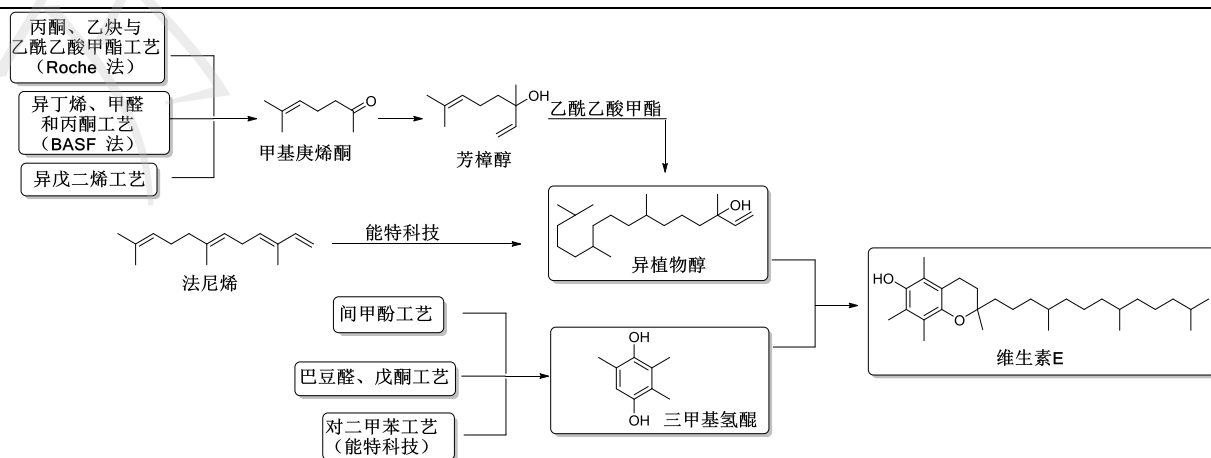 丙酮、乙炔与
乙酰乙酸甲酯工艺
（Roche 法）
异丁烯、甲醛
和丙酮工艺
（BASF 法）
异戊二烯工艺
O
甲基庚烯酮
OH
芳樟醇
乙酰乙酸甲酯
OH
异植物醇
法尼烯
能特科技
间甲酚工艺
巴豆醛、戊酮工艺
对二甲苯工艺
（能特科技）
OH
OH
三甲基氢醌
HO
O
维生素E